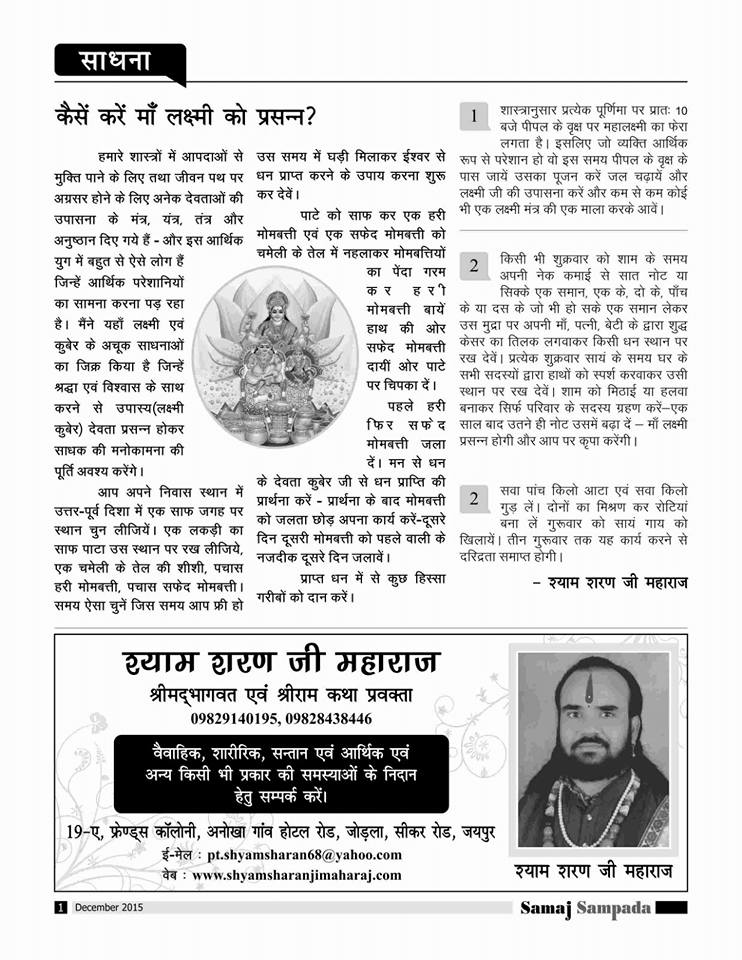 साधना
कैसें करें माँ लक्ष्मी को प्रसन्न?
हमारे शास्त्रों में आपदाओं से
मुक्ति पाने के लिए तथा जीवन पथ पर
अग्रसर होने के लिए अनेक देवताओं की
उपासना के मंत्र, यंत्र, तंत्र और
अनुष्ठान दिए गये हैं - और इस आर्थिक
युग में बहुत से ऐसे लोग हैं
जिन्हें आर्थिक परेशानियों
का सामना करना पड़ रहा
है। मैंने यहाँ लक्ष्मी एवं
कुबेर के अचूक साधनाओं
का जिक्र किया है जिन्हें
श्रद्धा एवं विश्वास के साथ
करने से उपास्य(लक्ष्मी
कुबेर) देवता प्रसन्न होकर
साधक की मनोकामना की
पूर्ति अवश्य करेंगे।
आप अपने निवास स्थान में
उत्तर-पूर्व दिशा में एक साफ जगह पर
स्थान चुन लीजियें। एक लकड़ी का
साफ पाटा उस स्थान पर रख लीजिये,
एक चमेली के तेल की शीशी, पचास
हरी मोमबत्ती, पचास सफेद मोमबत्ती।
समय ऐसा चुनें जिस समय आप फ्री हो
उस समय में घड़ी मिलाकर ईश्वर से
धन प्राप्त करने के उपाय करना शुरू
कर देवें।
पाटे को साफ कर एक हरी
मोमबत्ती एवं एक सफेद मोमबत्ती को
चमेली के तेल में नहलाकर मोमबत्तियों
का पेंदा गरम
कर हरी
मोमबत्ती बायें
हाथ की ओर
सफेद मोमबत्ती
दायीं ओर पाटे
पर चिपका दें।
पहले हरी
फिर सफेद
मोमबत्ती जला
दें। मन से धन
के देवता कुबेर जी से धन प्राप्ति की
प्रार्थना करें - प्रार्थना के बाद मोमबत्ती
को जलता छोड़ अपना कार्य करें-दूसरे
दिन दूसरी मोमबत्ती को पहले वाली के
नजदीक दूसरे दिन जलावें।
प्राप्त धन में से कुछ हिस्सा
गरीबों को दान करें।
1
शास्त्रानुसार प्रत्येक पूर्णिमा पर प्रातः 10
बजे पीपल के वृक्ष पर महालक्ष्मी का फेरा
लगता है। इसलिए जो व्यक्ति आर्थिक
रूप से परेशान हो वो इस समय पीपल के वृक्ष के
पास जायें उसका पूजन करें जल चढ़ायें और
लक्ष्मी जी की उपासना करें और कम से कम कोई
भी एक लक्ष्मी मंत्र की एक माला करके आवें।
2
किसी भी शुक्रवार को शाम के समय
अपनी नेक कमाई से सात नोट या
सिक्के एक समान, एक के, दो के, पाँच
के या दस के जो भी हो सके एक समान लेकर
उस मुद्रा पर अपनी माँ, पत्नी, बेटी के द्वारा शुद्ध
केसर का तिलक लगवाकर किसी धन स्थान पर
रख देवें। प्रत्येक शुक्रवार सायं के समय घर के
सभी सदस्यों द्वारा हाथों को स्पर्श करवाकर उसी
स्थान पर रख देवें। शाम को मिठाई या हलवा
बनाकर सिर्फ परिवार के सदस्य ग्रहण करें–एक
साल बाद उतने ही नोट उसमें बढ़ा दें – माँ लक्ष्मी
प्रसन्न होगी और आप पर कृपा करेंगी।
2
सवा पांच किलो आटा एवं सवा किलो
गुड़ लें। दोनों का मिश्रण कर रोटियां
बना लें गुरूवार को सायं गाय को
खिलायें। तीन गुरूवार तक यह कार्य करने से
दरिद्रता समाप्त होगी।
– श्याम शरण जी महाराज
श्याम शरण जी महाराज
श्रीमद्‌भागवत एवं श्रीराम कथा प्रवक्ता
09829140195, 09828438446
वैवाहिक, शारीरिक, सन्तान एवं आर्थिक एवं
अन्य किसी भी प्रकार की समस्याओं के निदान
हेतु सम्पर्क करें।
19-ए, फ्रेण्ड्स कॉलोनी, अनोखा गांव होटल रोड, जोड़ला, सीकर रोड, जयपुर
ई-मेल : pt.shyamsharan68@yahoo.com
वेब : www.shyamsharanjimaharaj.com
श्याम शरण जी महाराज
1 December 2015
Samaj Sampada